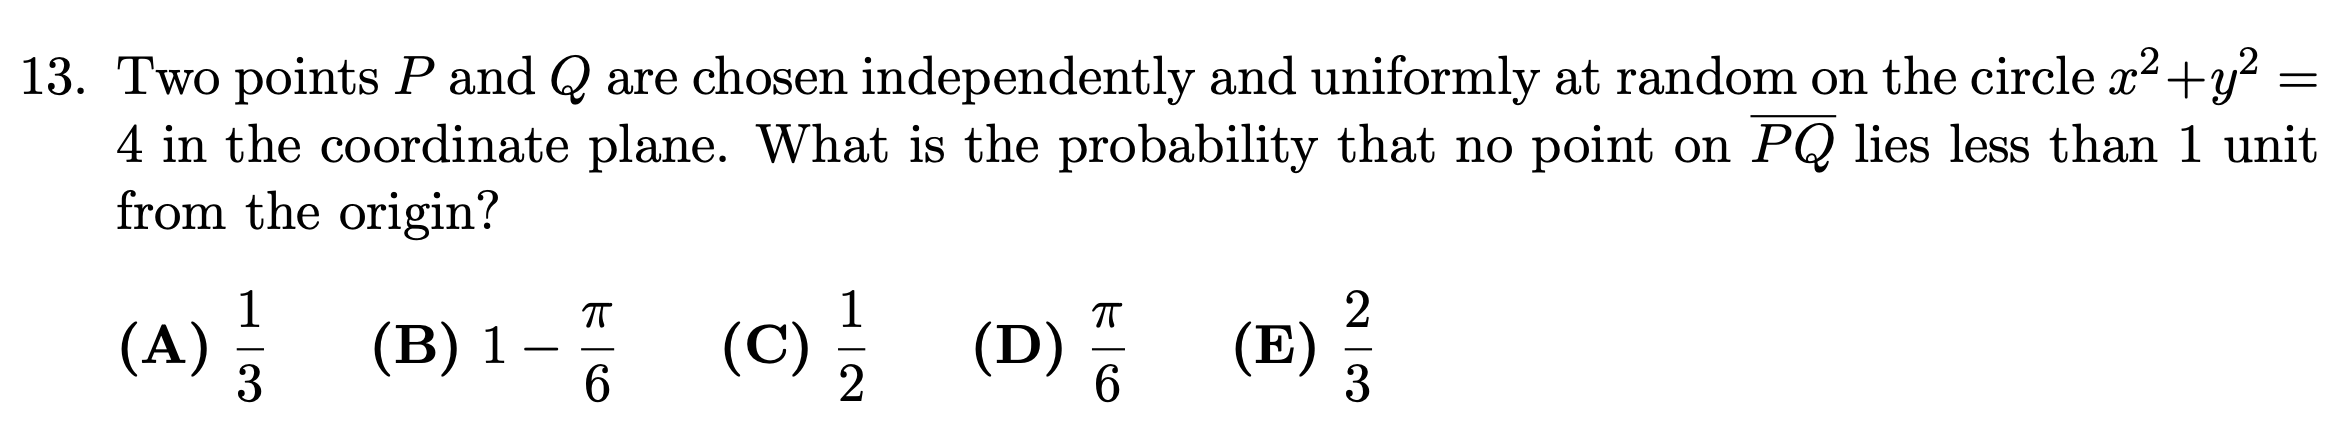 13. Two points P and Q are chosen independently and uniformly at random on the circle x²+y² =
4 in the coordinate plane. What is the probability that no point on \overline{PQ} lies less than 1 unit
from the origin?
(A) 1/3 (B) 1 − π/6 (C) 1/2 (D) π/6 (E) 2/3